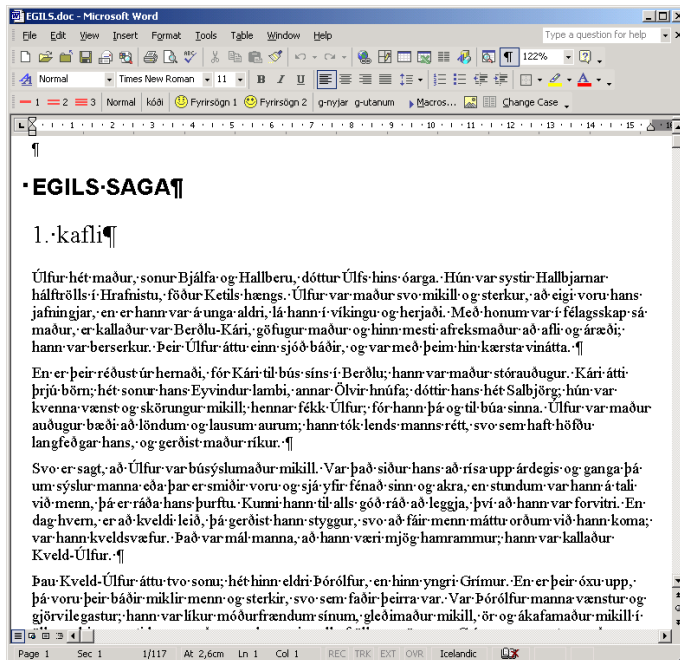 EGILS.doc - Microsoft Word
File Edit View Insert Format Tools Table Window Help Type a question for help
122%
Normal Times New Roman 11 B I U
1 2 3 Normal kóði Fyrirsögn 1 Fyrirsögn 2 g-nyjar g-utanum Macros... Change Case
1 2 3 4 5 6 7 8 9 10 11 12 13 14 15 16
¶
EGILS·SAGA¶
1.·kafli¶
Úlfur·hét·maður,·sonur·Bjálfa·og·Hallberu,·dóttur·Úlfs·hins·óarga.·Hún·var·systir·Hallbjarnar·
hálftrölls·í·Hrafnistu,·föður·Ketils·hængs.·Úlfur·var·maður·svo·mikill·og·sterkur,·að·eigi·voru·hans·
jafningjar,·en·er·hann·var·á·unga·aldri,·lá·hann·í·víkingu·og·herjaði.·Með·honum·var·í·félagsskap·sá·
maður,·er·kallaður·var·Berðlu-Kári,·göfugur·maður·og·hinn·mesti·afreksmaður·að·afli·og·áræði;·
hann·var·berserkur.·Þeir·Úlfur·áttu·einn·sjóð·báðir,·og·var·með·þeim·hin·kærsta·vinátta.·¶
En·er·þeir·réðust·úr·hernaði,·fór·Kári·til·bús·síns·í·Berðlu;·hann·var·maður·stórauðugur.·Kári·átti·
þrjú·börn;·hét·sonur·hans·Eyvindur·lambi,·annar·Ölvir·hnúfa;·dóttir·hans·hét·Salbjörg;·hún·var·
kvenna·vænst·og·skörungur·mikill;·hennar·fékk·Úlfur;·fór·hann·þá·og·til·búa·sinna.·Úlfur·var·maður·
auðugur·bæði·að·löndum·og·lausum·aurum;·hann·tók·lends·manns·rétt,·svo·sem·haft·höfðu·
langfeðgar·hans,·og·gerðist·maður·ríkur.·¶
Svo·er·sagt,·að·Úlfur·var·búsýslumaður·mikill.·Var·það·siður·hans·að·rísa·upp·árdegis·og·ganga·þá·
um·sýslur·manna·eða·þar·er·smiðir·voru·og·sjá·yfir·fénað·sinn·og·akra,·en·stundum·var·hann·á·tali·
við·menn,·þá·er·ráða·hans·þurftu.·Kunni·hann·til·alls·góð·ráð·að·leggja,·því·að·hann·var·forvitri.·En·
dag·hvern,·er·að·kveldi·leið,·þá·gerðist·hann·styggur,·svo·að·fáir·menn·máttu·orðum·við·hann·koma;·
var·hann·kveldsvæfur.·Það·var·mál·manna,·að·hann·væri·mjög·hamrammur;·hann·var·kallaður·
Kveld-Úlfur.·¶
Þau·Kveld-Úlfur·áttu·tvo·sonu;·hét·hinn·eldri·Þórólfur,·en·hinn·yngri·Grímur.·En·er·þeir·óxu·upp,·
þá·voru·þeir·báðir·miklir·menn·og·sterkir,·svo·sem·faðir·þeirra·var.·Var·Þórólfur·manna·vænstur·og·
gjörvilegastur;·hann·var·líkur·móðurfrændum·sínum,·gleðimaður·mikill,·ör·og·ákafamaður·mikill·í·
Page 1 Sec 1 1/117 At 2,6cm Ln 1 Col 1 REC TRK EXT OVR Icelandic